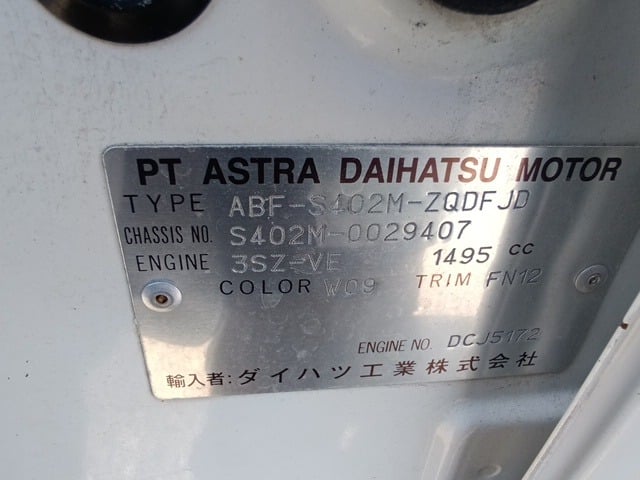 PT ASTRA DAIHATSU MOTOR
TYPE ABF-S402M-ZQDFJD
CHASSIS NO. S402M-0029407
ENGINE 3SZ-VE 1495 CC
COLOR W09 TRIM FN12
ENGINE NO. DCJ5172
輸入者: ダイハツ工業株式会社